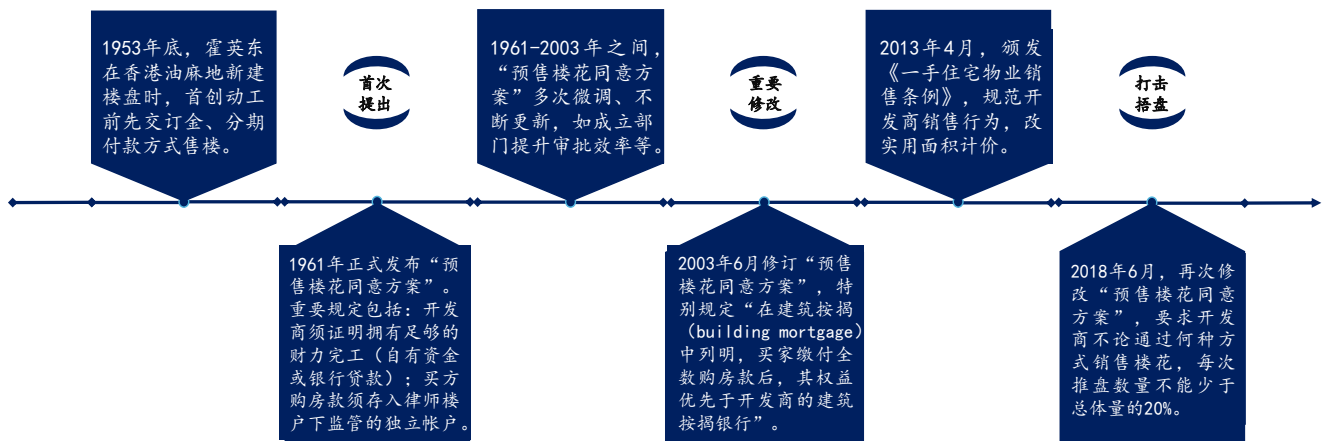 1953年底，霍英东
在香港油麻地新建
楼盘时，首创动工
前先交订金、分期
付款方式售楼。
首次
提出
1961年正式发布“预
售楼花同意方案”。
重要规定包括：开发
商须证明拥有足够的
财力完工（自有资金
或银行贷款）；买方
购房款须存入律师楼
户下监管的独立帐户。
1961-2003年之间，
“预售楼花同意方
案”多次微调、不
断更新，如成立部
门提升审批效率等。
重要
修改
2003年6月修订“预售
楼花同意方案”，特
别规定“在建筑按揭
（building mortgage）
中列明，买家缴付全
数购房款后，其权益
优先于开发商的建筑
按揭银行”。
2013年4月，颁发
《一手住宅物业销
售条例》，规范开
发商销售行为，改
实用面积计价。
打击
捂盘
2018年6月，再次修
改“预售楼花同意
方案”，要求开发
商不论通过何种方
式销售楼花，每次
推盘数量不能少于
总体量的20%。